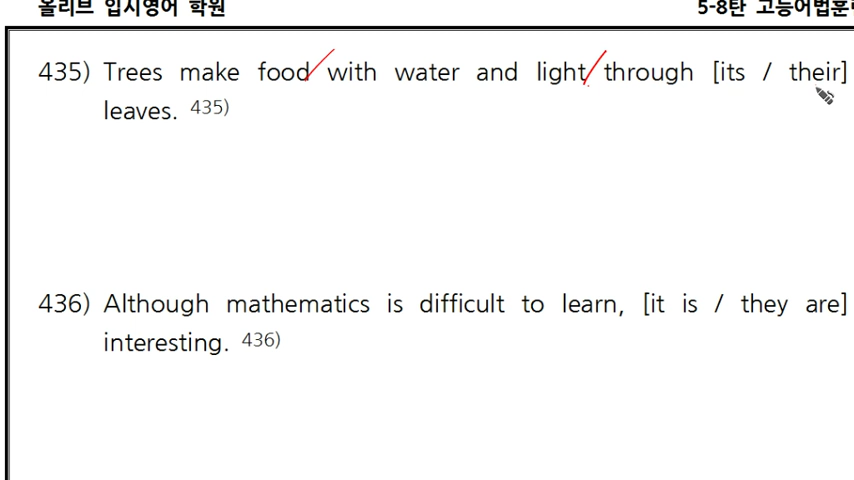 올리브 입시영어 학원 5-8탄 고등어법훈련
435) Trees make food with water and light through [its / their]
leaves. 435)
436) Although mathematics is difficult to learn, [it is / they are]
interesting. 436)